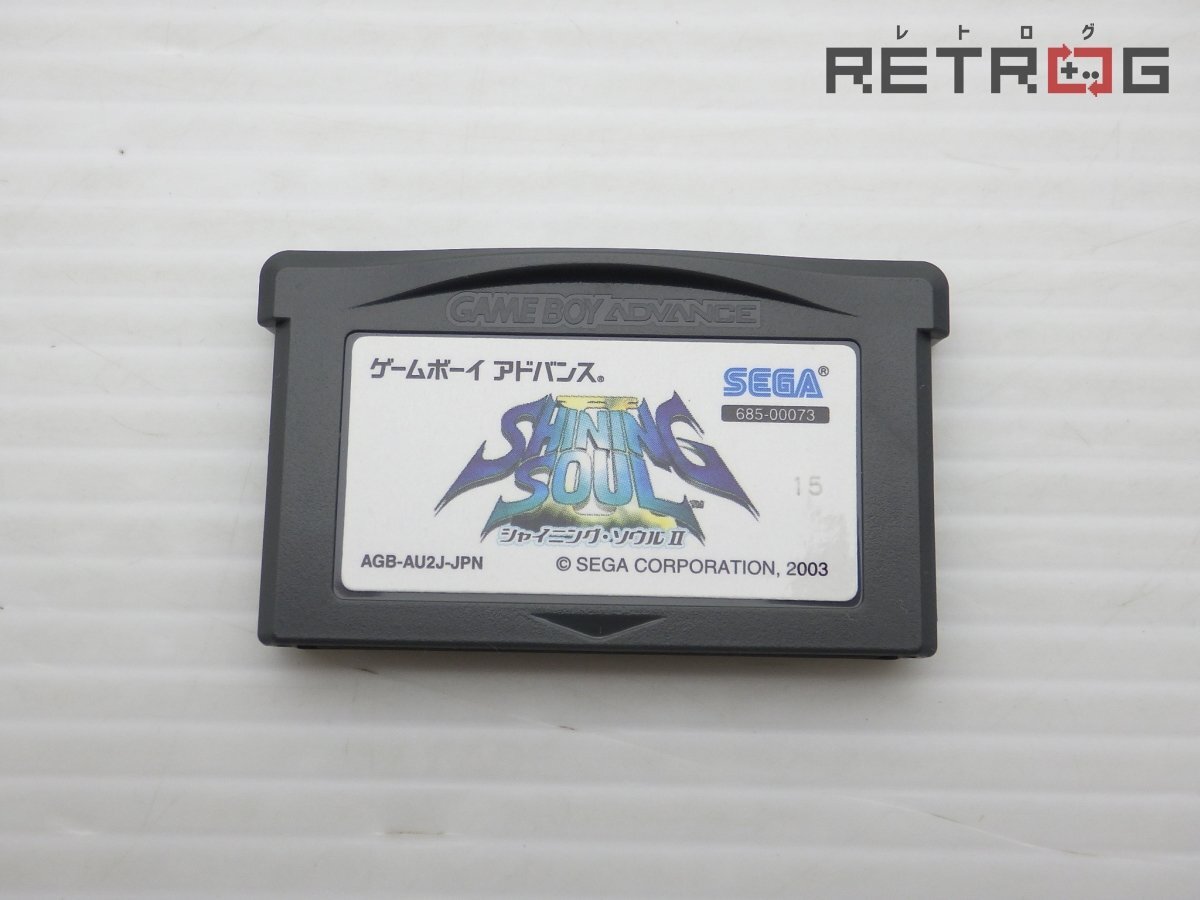 レトログ
RETROG
GAME BOY ADVANCE
ゲームボーイ アドバンス®
SEGA®
685-00073
SHINING
SOUL™
II
シャイニング・ソウルⅡ
15
AGB-AU2J-JPN
© SEGA CORPORATION, 2003